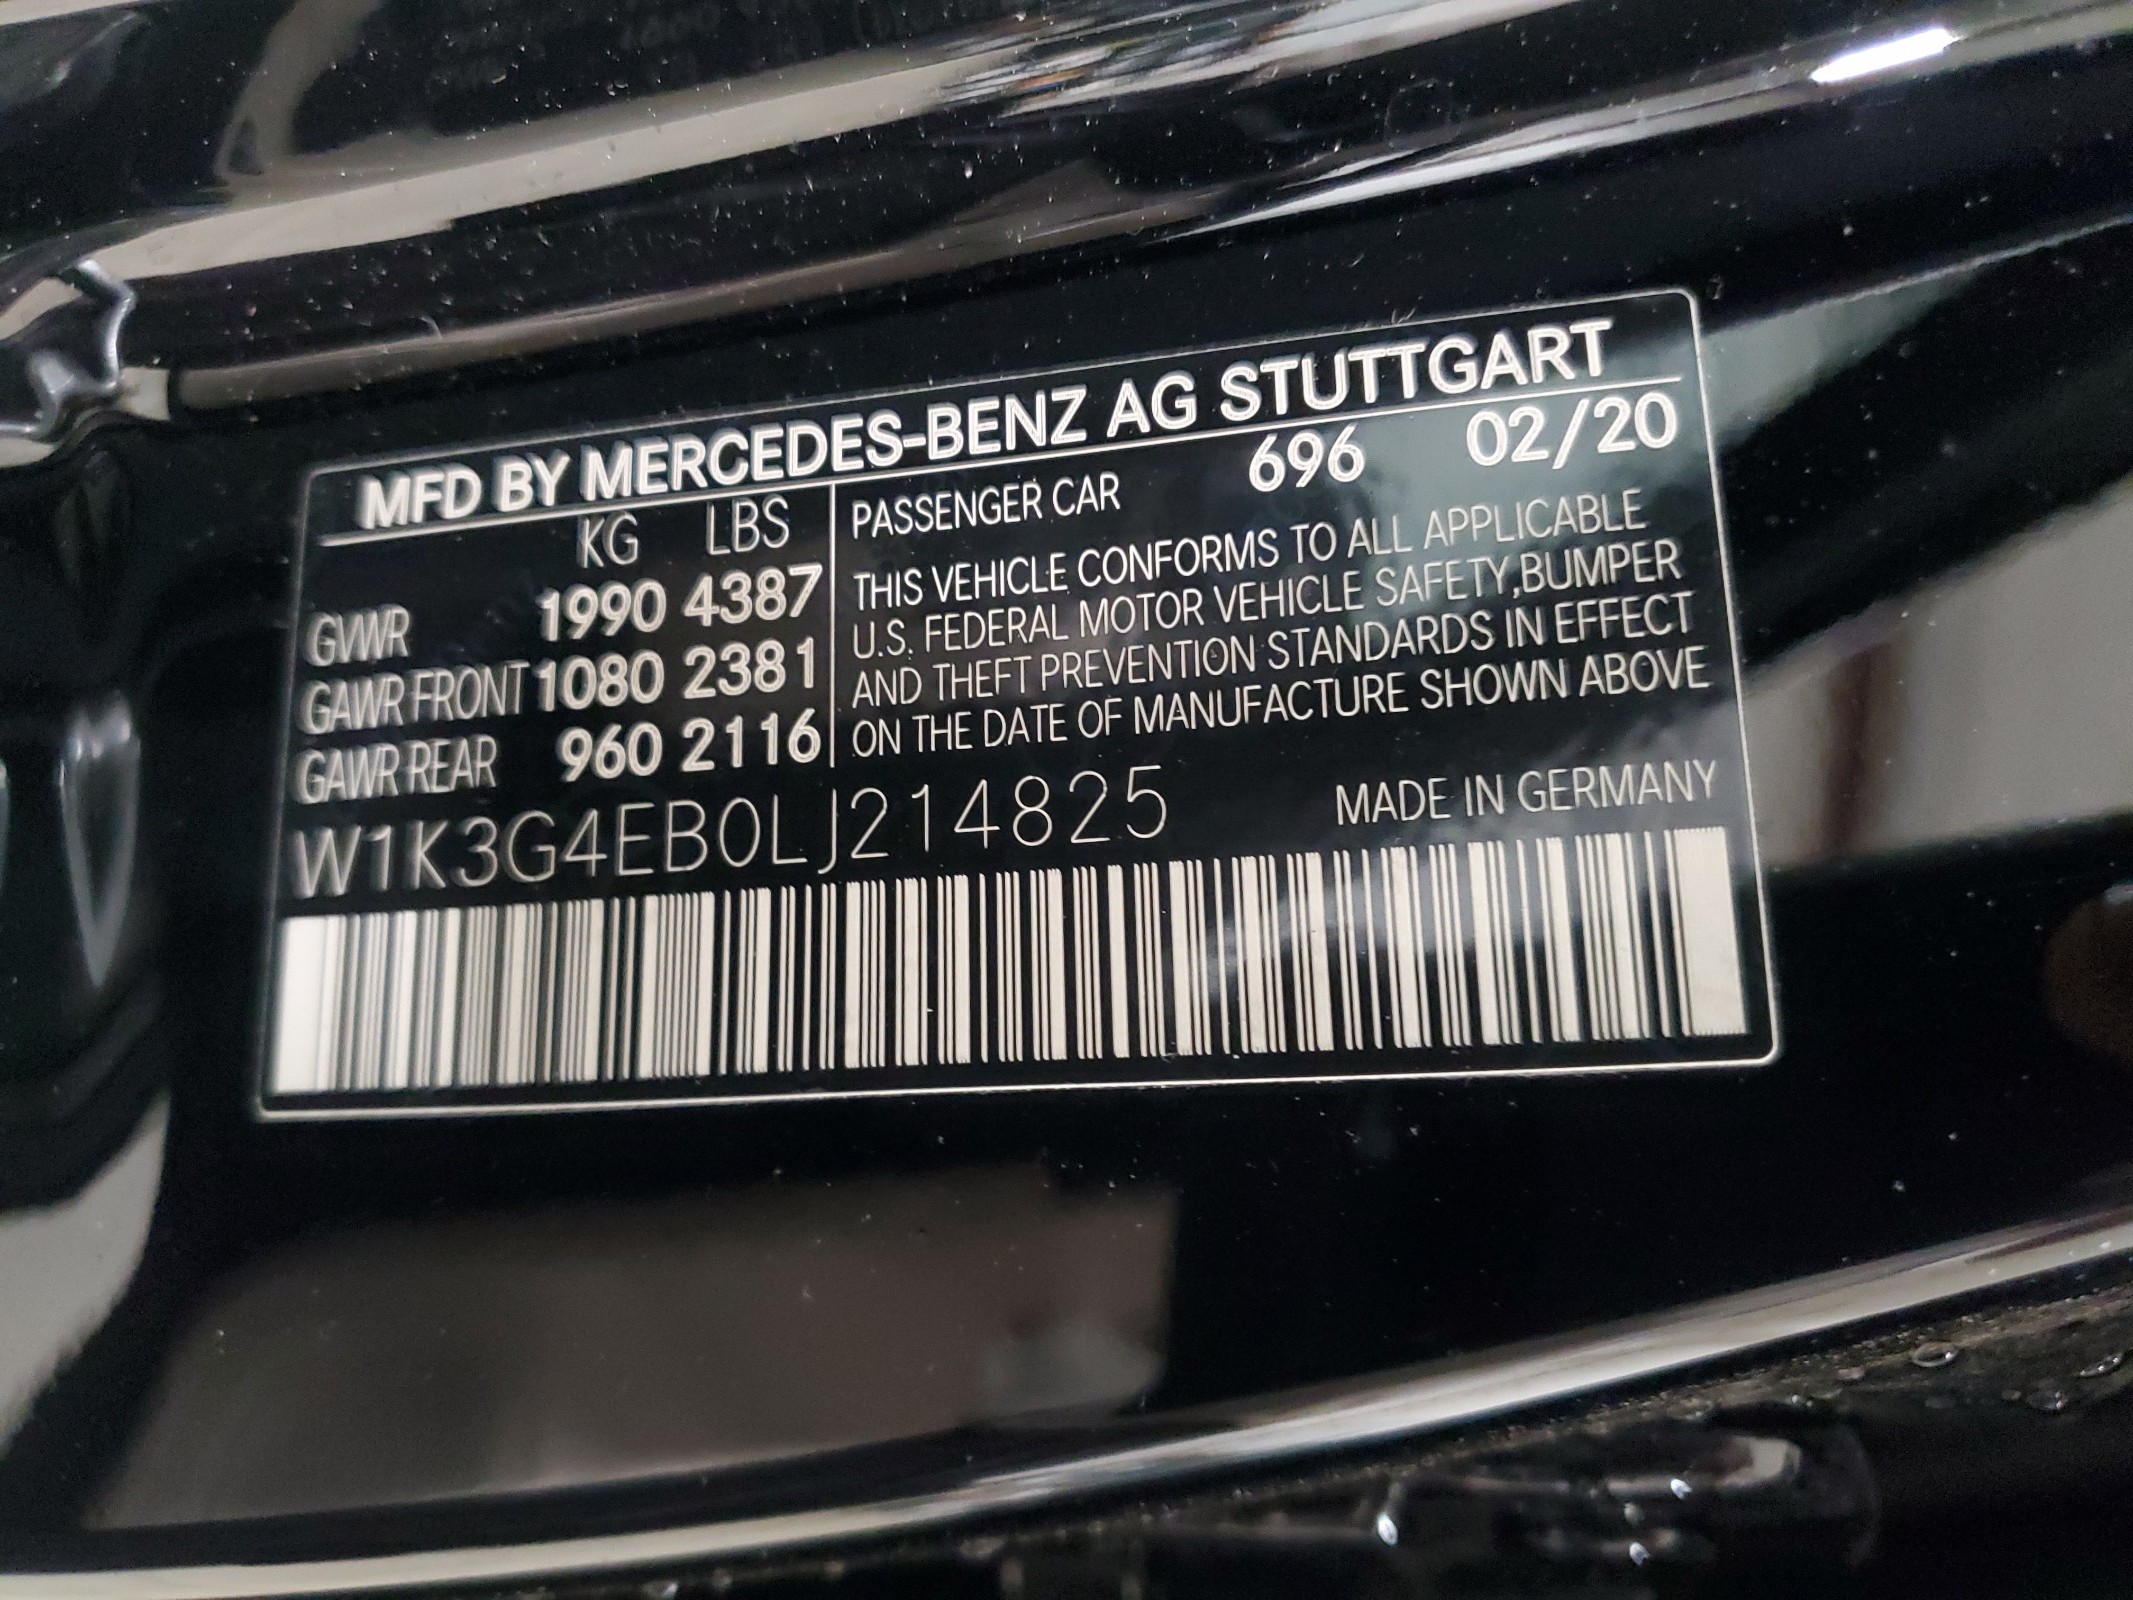 MFD BY MERCEDES-BENZ AG STUTTGART
KG LBS
GVWR 1990 4387
GAWR FRONT 1080 2381
GAWR REAR 960 2116
PASSENGER CAR 696 02/20
THIS VEHICLE CONFORMS TO ALL APPLICABLE
U.S. FEDERAL MOTOR VEHICLE SAFETY,BUMPER
AND THEFT PREVENTION STANDARDS IN EFFECT
ON THE DATE OF MANUFACTURE SHOWN ABOVE
W1K3G4EB0LJ214825
MADE IN GERMANY